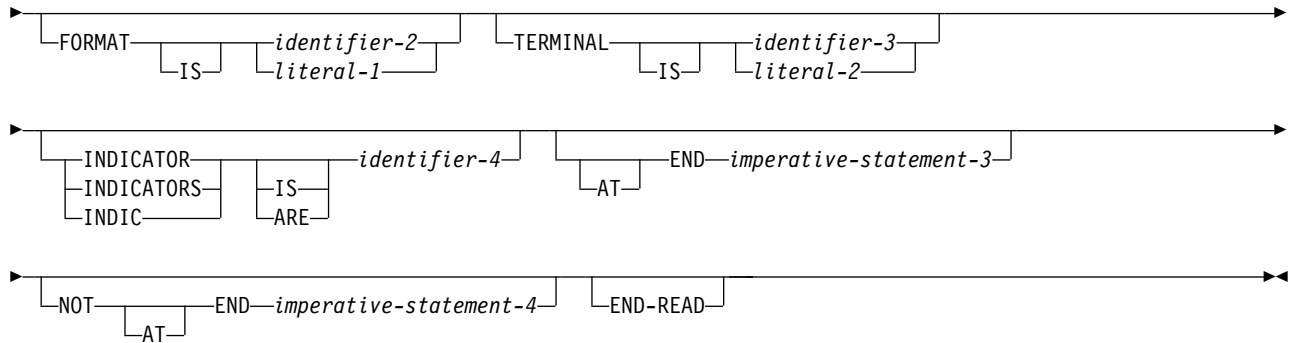 FORMAT IS identifier-2 TERMINAL IS identifier-3
literal-1 literal-2
INDICATOR identifier-4 END imperative-statement-3
INDICATORS IS AT
INDIC ARE
NOT END imperative-statement-4 END-READ
AT